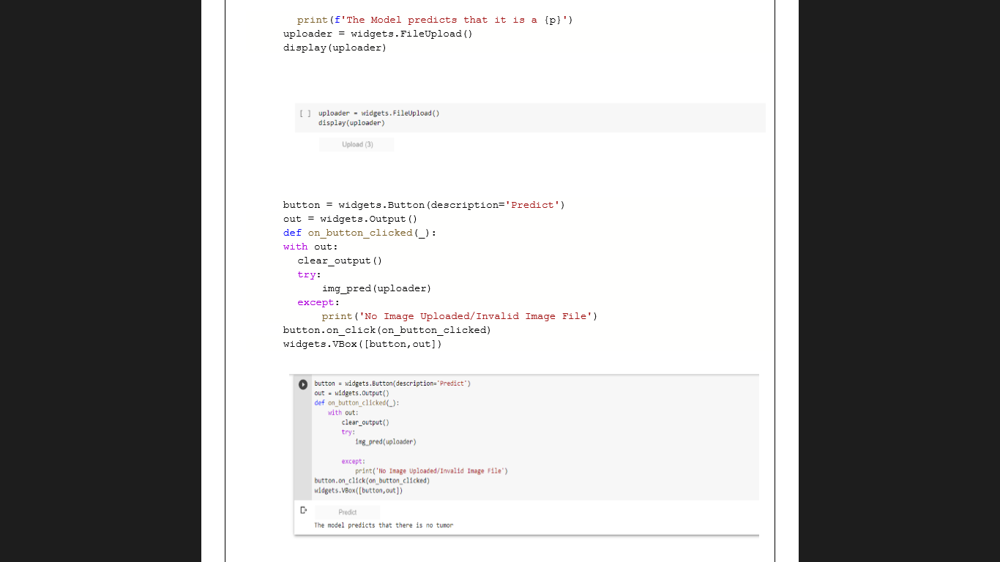 print(f'The Model predicts that it is a {p}')
uploader = widgets.FileUpload()
display(uploader)
[ ] uploader = widgets.FileUpload()
display(uploader)
Upload (3)
button = widgets.Button(description='Predict')
out = widgets.Output()
def on_button_clicked(_):
with out:
clear_output()
try:
img_pred(uploader)
except:
print('No Image Uploaded/Invalid Image File')
button.on_click(on_button_clicked)
widgets.VBox([button,out])
button = widgets.Button(description='Predict')
out = widgets.Output()
def on_button_clicked(_):
with out:
clear_output()
try:
img_pred(uploader)
except:
print('No Image Uploaded/Invalid Image File')
button.on_click(on_button_clicked)
widgets.VBox([button,out])
Predict
The model predicts that there is no tumor